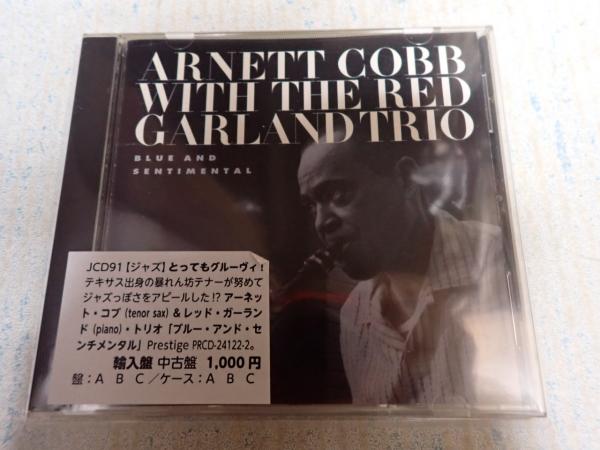 ARNETT COBB
WITH THE RED
GARLAND TRIO
BLUE AND
SENTIMENTAL
JCD91【ジャズ】とってもグルーヴィ!
テキサス出身の暴れん坊テナーが努めて
ジャズっぽさをアピールした!? アーネッ
ト・コブ (tenor sax) &レッド・ガーラン
ド (piano)・トリオ「ブルー・アンド・セ
ンチメンタル」Prestige PRCD-24122-2。
輸入盤 中古盤 1,000円
盤:A B C/ケース:A B C